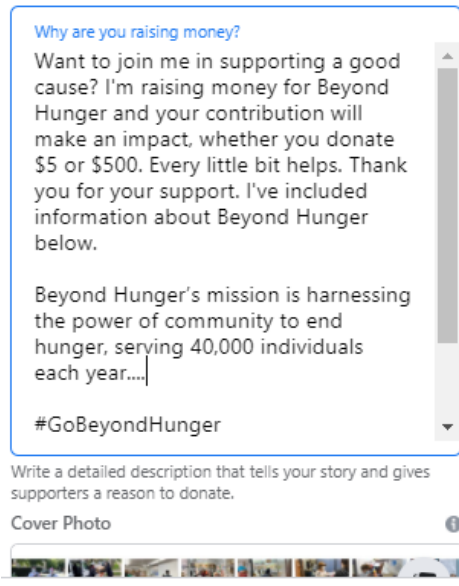 Why are you raising money?
Want to join me in supporting a good
cause? I'm raising money for Beyond
Hunger and your contribution will
make an impact, whether you donate
$5 or $500. Every little bit helps. Thank
you for your support. I've included
information about Beyond Hunger
below.
Beyond Hunger's mission is harnessing
the power of community to end
hunger, serving 40,000 individuals
each year....
#GoBeyondHunger
Write a detailed description that tells your story and gives
supporters a reason to donate.
Cover Photo